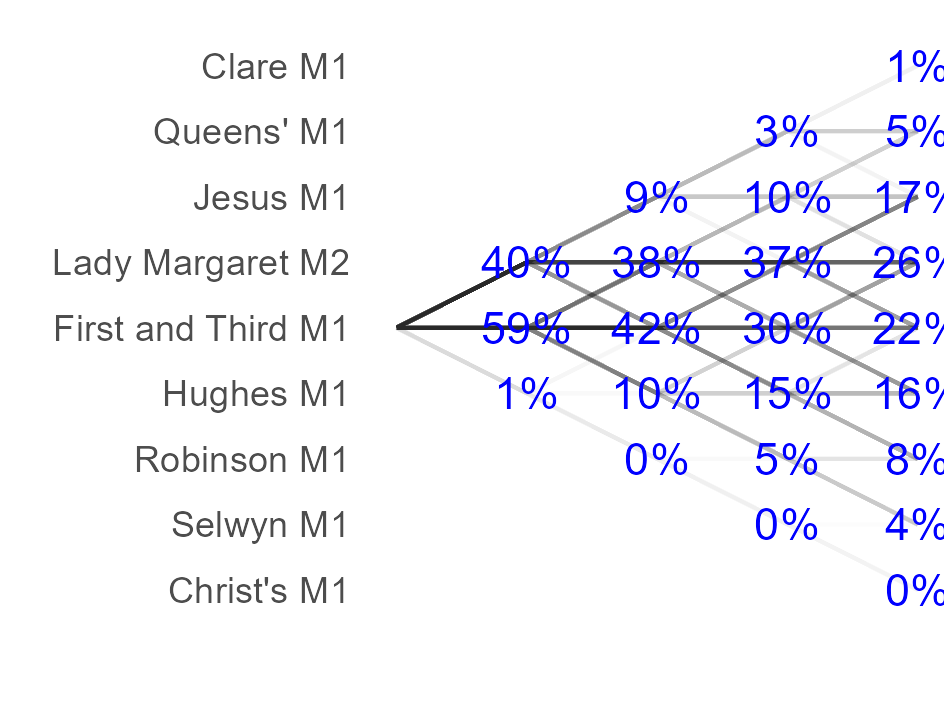 Clare M1 1%
Queens' M1 3% 5%
Jesus M1 9% 10% 17%
Lady Margaret M2 40% 38% 37% 26%
First and Third M1 59% 42% 30% 22%
Hughes M1 1% 10% 15% 16%
Robinson M1 0% 5% 8%
Selwyn M1 0% 4%
Christ's M1 0%